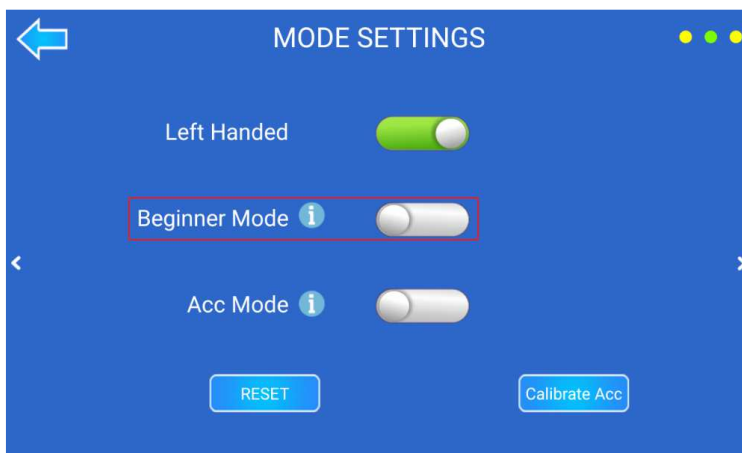 MODE SETTINGS
Left Handed
Beginner Mode i
Acc Mode i
RESET
Calibrate Acc